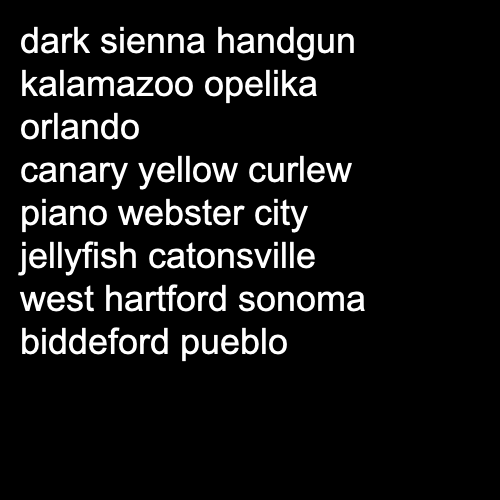 dark sienna handgun
kalamazoo opelika
orlando
canary yellow curlew
piano webster city
jellyfish catonsville
west hartford sonoma
biddeford pueblo